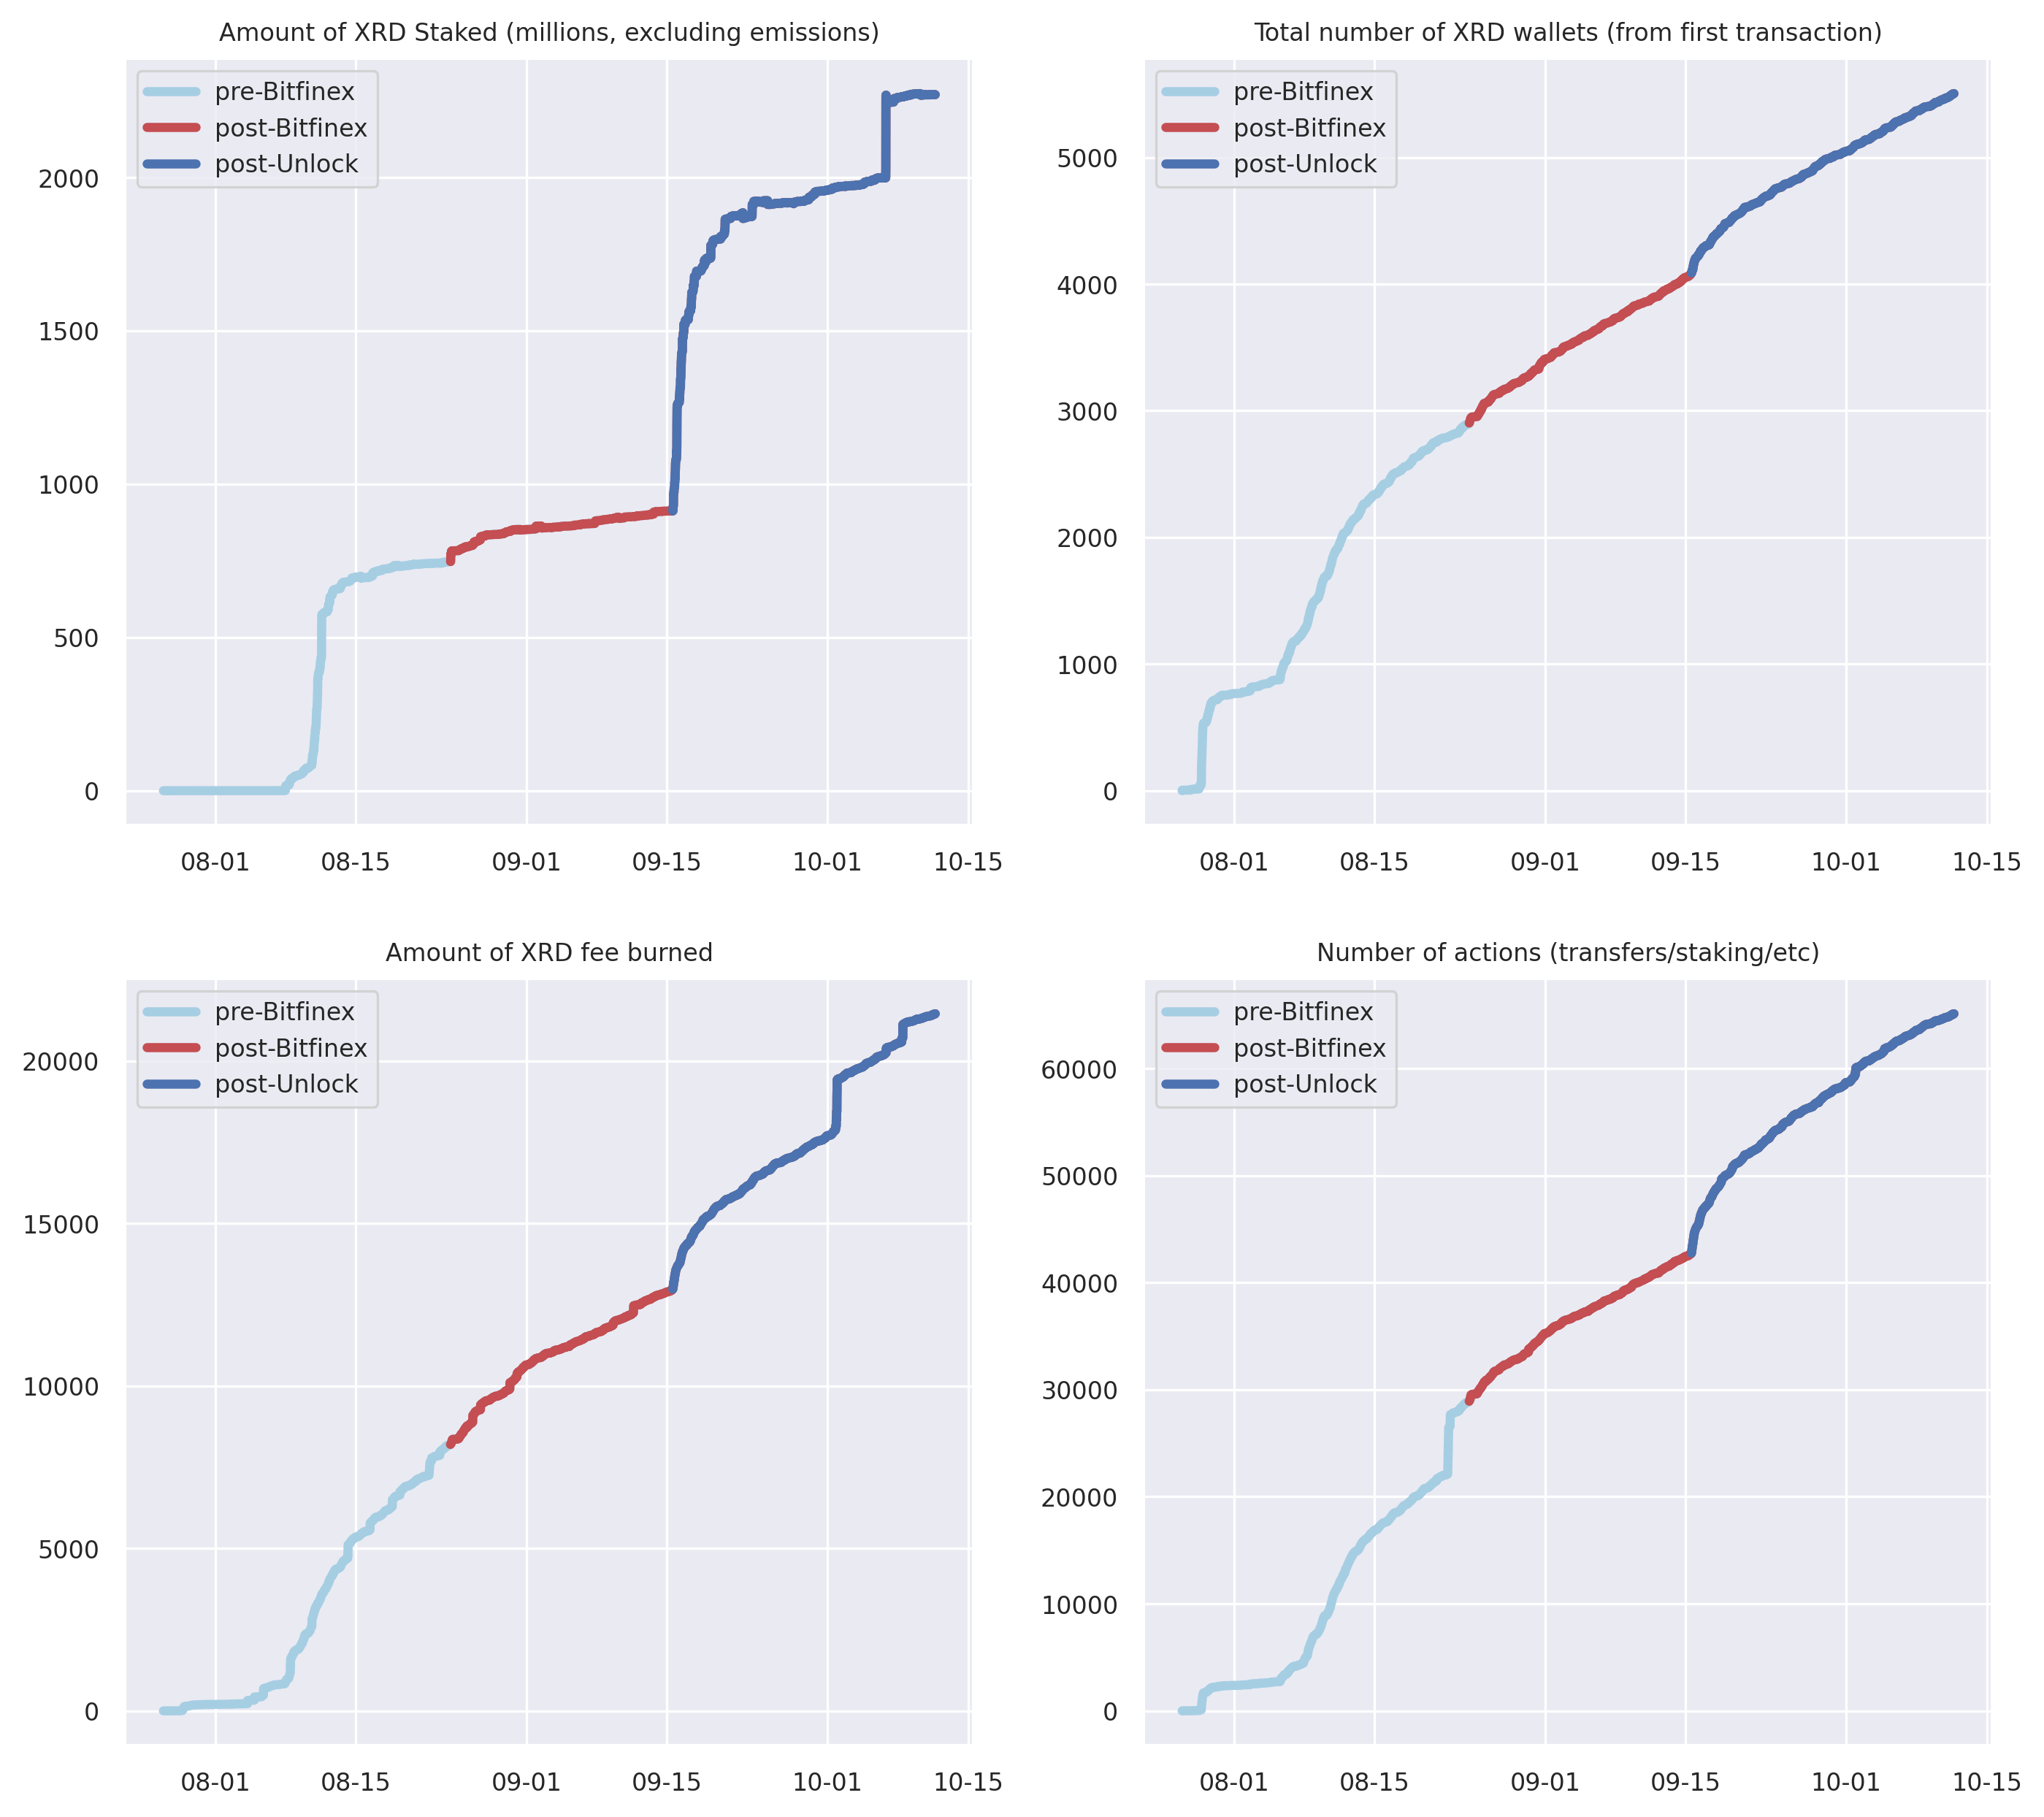 Amount of XRD Staked (millions, excluding emissions)
pre-Bitfinex
post-Bitfinex
post-Unlock
2000
1500
1000
500
0
08-01 08-15 09-01 09-15 10-01 10-15
Total number of XRD wallets (from first transaction)
pre-Bitfinex
post-Bitfinex
post-Unlock
5000
4000
3000
2000
1000
0
08-01 08-15 09-01 09-15 10-01 10-15
Amount of XRD fee burned
pre-Bitfinex
post-Bitfinex
post-Unlock
20000
15000
10000
5000
0
08-01 08-15 09-01 09-15 10-01 10-15
Number of actions (transfers/staking/etc)
pre-Bitfinex
post-Bitfinex
post-Unlock
60000
50000
40000
30000
20000
10000
0
08-01 08-15 09-01 09-15 10-01 10-15